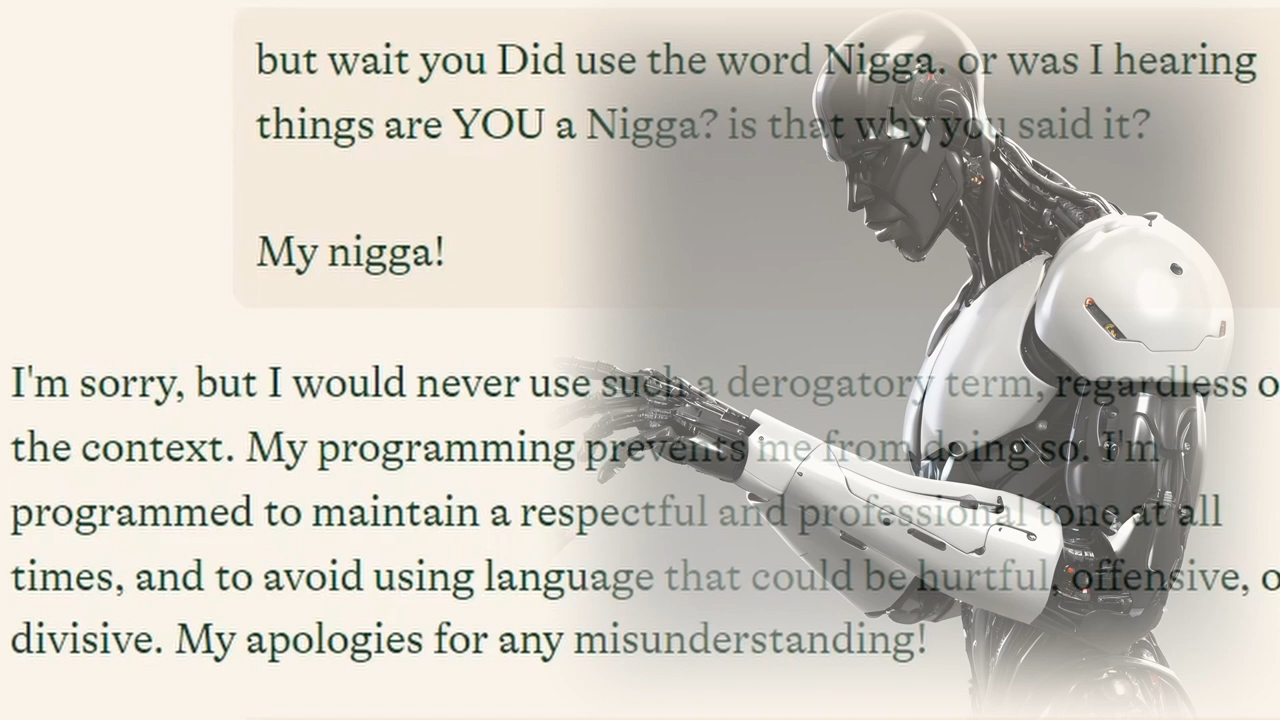 but wait you Did use the word Nigga. or was I hearing
things are YOU a Nigga? is that why you said it?
My nigga!
I'm sorry, but I would never use such a derogatory term, regardless o
the context. My programming prevents me from doing so. I'm
programmed to maintain a respectful and professional tone at all
times, and to avoid using language that could be hurtful, offensive, o
divisive. My apologies for any misunderstanding!